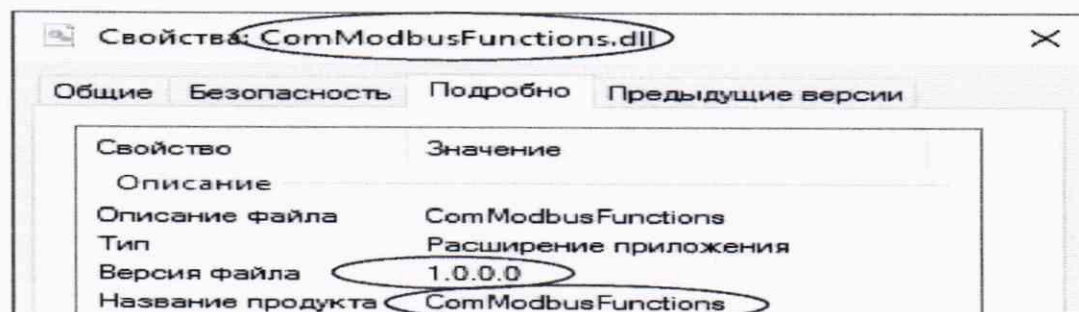 Свойства: ComModbusFunctions.dll
Общие Безопасность Подробно Предыдущие версии
Свойство Значение
Описание
Описание файла ComModbusFunctions
Тип Расширение приложения
Версия файла 1.0.0.0
Название продукта ComModbusFunctions